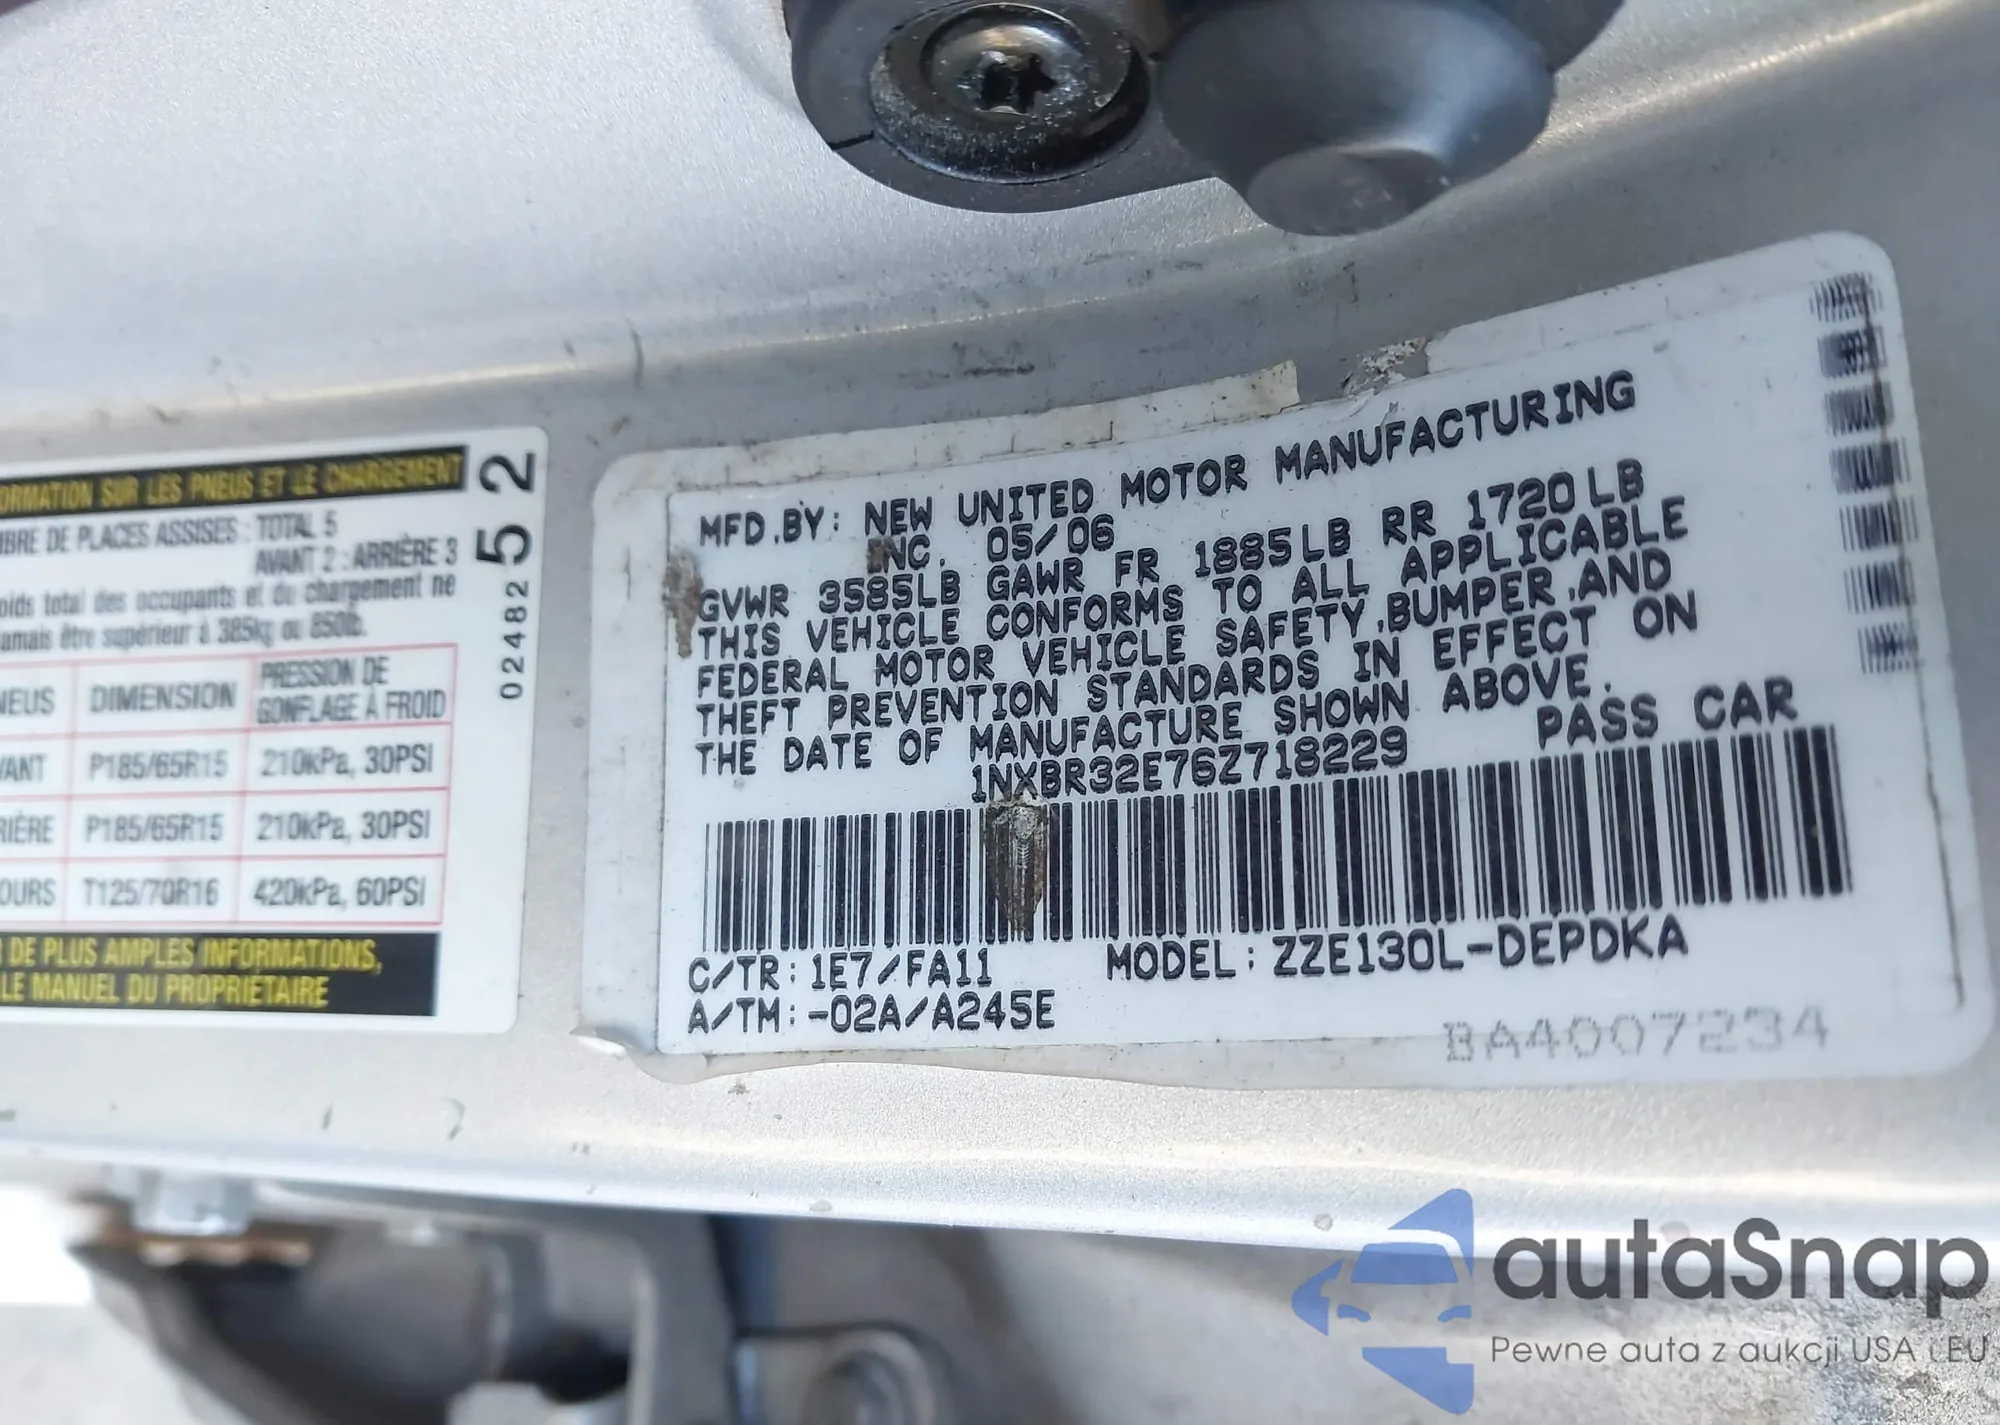 ORMATION SUR LES PNEUS ET LE CHARGEMENT
MBRE DE PLACES ASSISES : TOTAL 5
AVANT 2 : ARRIÈRE 3
oids total des occupants et du chargement ne
jamais être supérieur à 385kg ou 850lb.
NEUS DIMENSION PRESSION DE GONFLAGE À FROID
VANT P185/65R15 210kPa, 30PSI
RIÈRE P185/65R15 210kPa, 30PSI
OURS T125/70R16 420kPa, 60PSI
R DE PLUS AMPLES INFORMATIONS,
LE MANUEL DU PROPRIÉTAIRE
02482 52
MFD.BY: NEW UNITED MOTOR MANUFACTURING
INC. 05/06
GVWR 3585LB GAWR FR 1885LB RR 1720LB
THIS VEHICLE CONFORMS TO ALL APPLICABLE
FEDERAL MOTOR VEHICLE SAFETY,BUMPER,AND
THEFT PREVENTION STANDARDS IN EFFECT ON
THE DATE OF MANUFACTURE SHOWN ABOVE.
1NXBR32E76Z718229 PASS CAR
C/TR: 1E7/FA11 MODEL: ZZE130L-DEPDKA
A/TM: -02A/A245E
BA4007234
autaSnap
Pewne auta z aukcji USA i EU